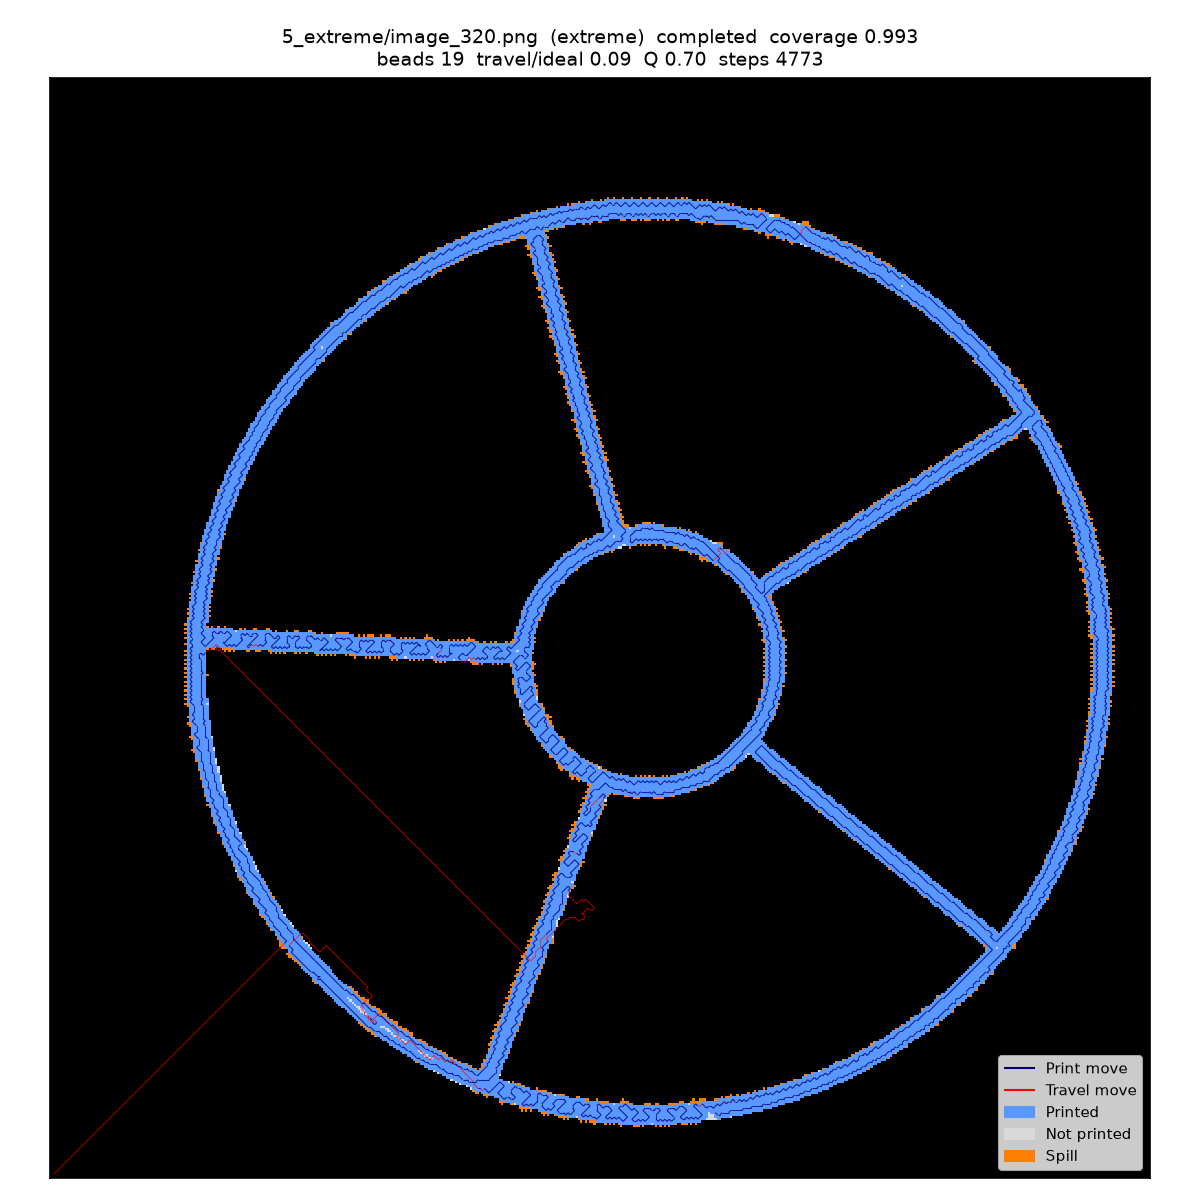 5_extreme/image_320.png  (extreme)  completed  coverage 0.993
beads 19  travel/ideal 0.09  Q 0.70  steps 4773
Print move
Travel move
Printed
Not printed
Spill